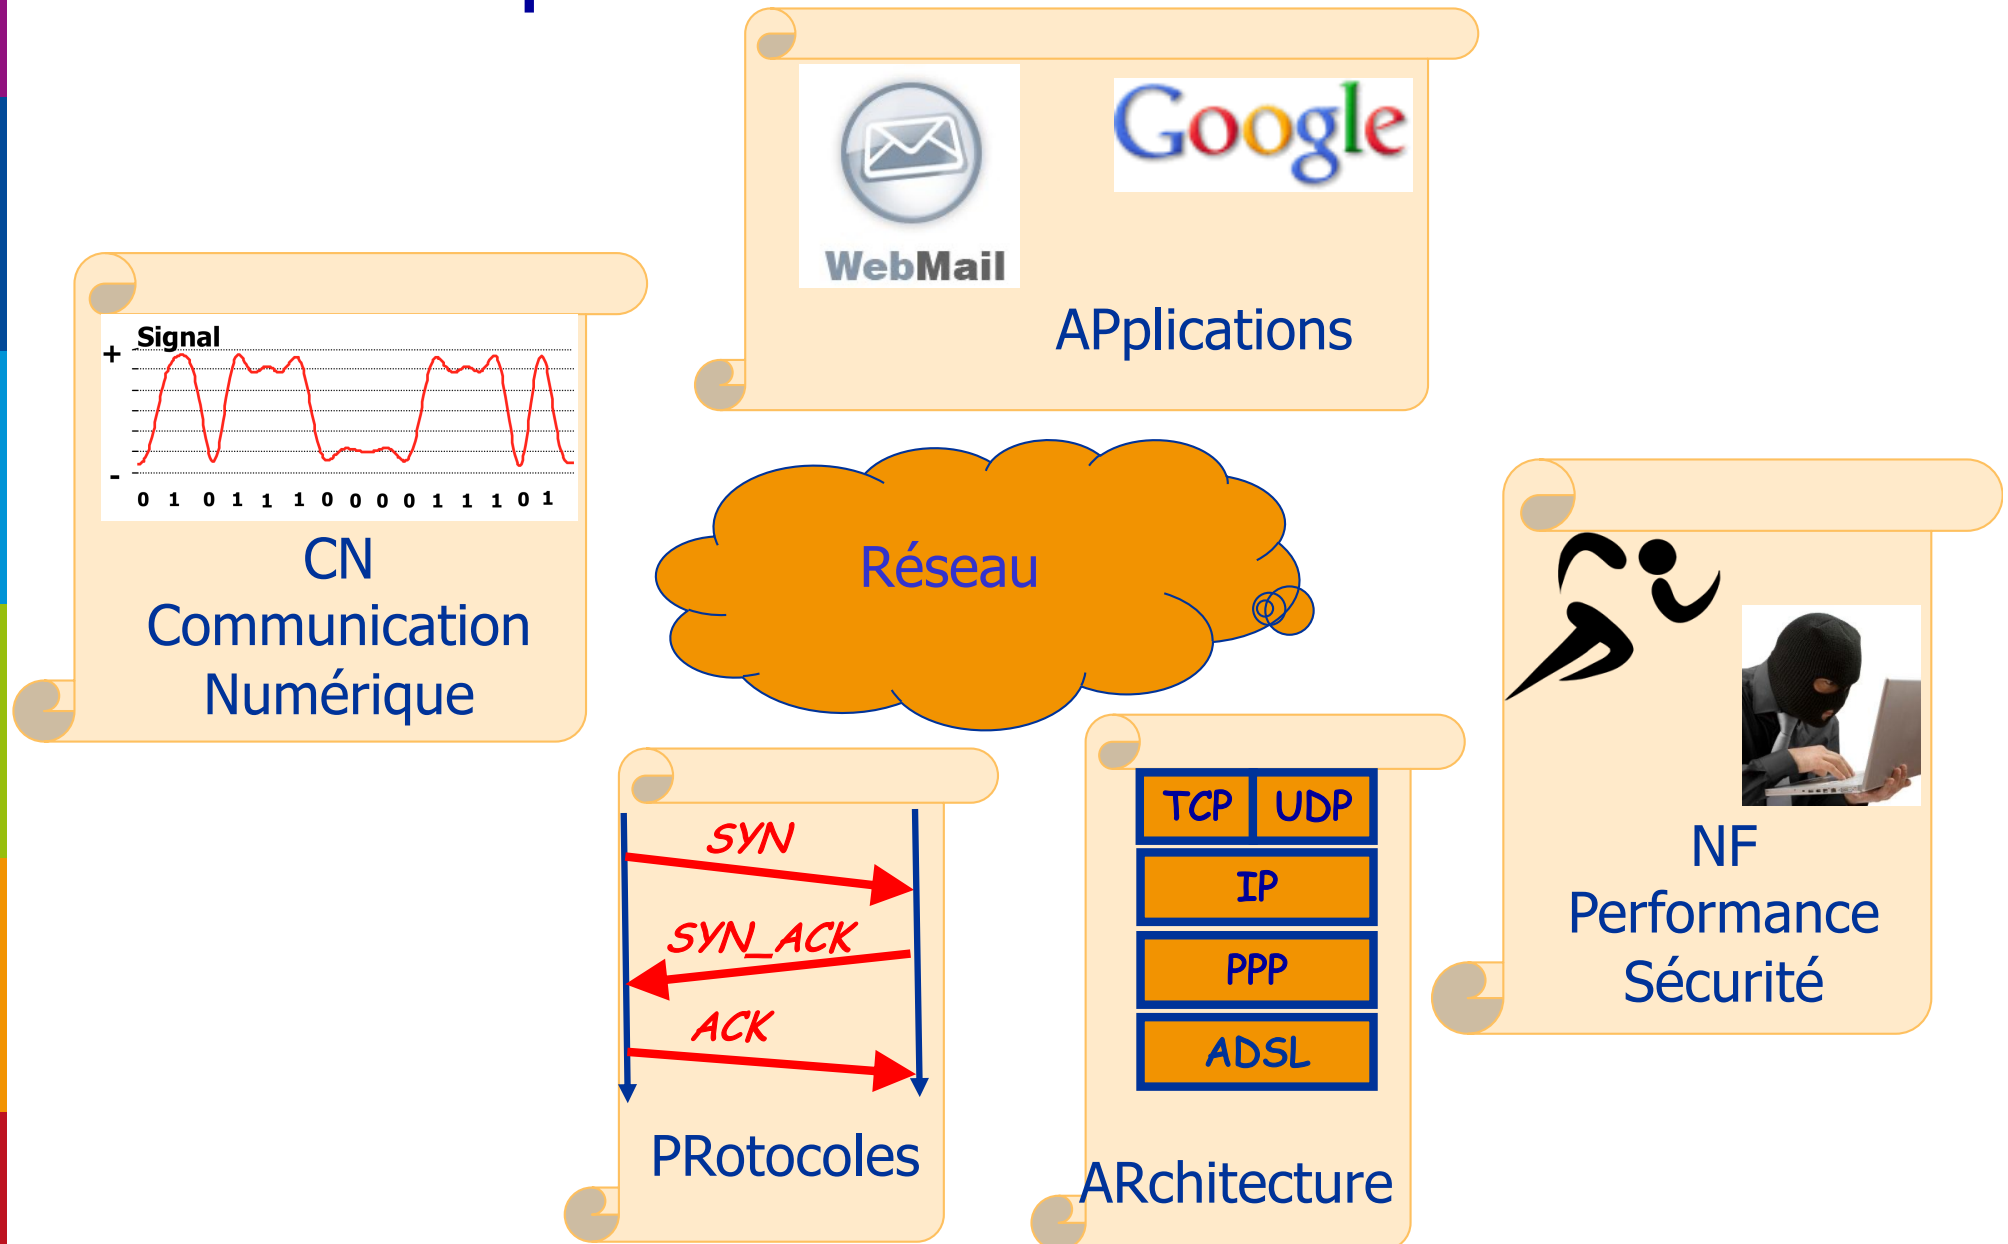 Google
WebMail
APplications
Signal
+
-
0 1 0 1 1 1 0 0 0 0 1 1 1 0 1
CN
Communication
Numérique
Réseau
NF
Performance
Sécurité
SYN
SYN_ACK
ACK
PRotocoles
TCP UDP
IP
PPP
ADSL
ARchitecture